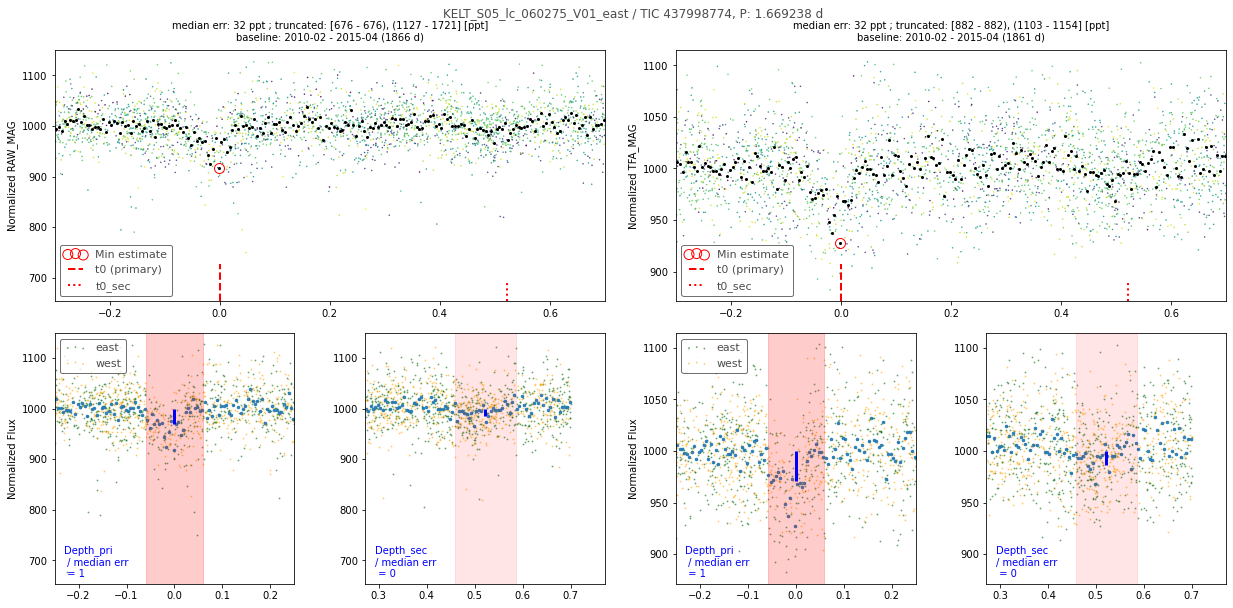 KELT_S05_lc_060275_V01_east / TIC 437998774, P: 1.669238 d
median err: 32 ppt ; truncated: [676 - 676), (1127 - 1721] [ppt]
baseline: 2010-02 - 2015-04 (1866 d)
Normalized RAW_MAG
1100
1000
900
800
700
Min estimate
t0 (primary)
t0_sec
−0.2
0.0
0.2
0.4
0.6
median err: 32 ppt ; truncated: [882 - 882), (1103 - 1154] [ppt]
baseline: 2010-02 - 2015-04 (1861 d)
Normalized TFA_MAG
1100
1050
1000
950
900
Min estimate
t0 (primary)
t0_sec
−0.2
0.0
0.2
0.4
0.6
Normalized Flux
1100
1000
900
800
700
east
west
Depth_pri
/ median err
= 1
−0.2
−0.1
0.0
0.1
0.2
1100
1000
900
800
700
Depth_sec
/ median err
= 0
0.3
0.4
0.5
0.6
0.7
Normalized Flux
1100
1050
1000
950
900
east
west
Depth_pri
/ median err
= 1
−0.2
−0.1
0.0
0.1
0.2
1100
1050
1000
950
900
Depth_sec
/ median err
= 0
0.3
0.4
0.5
0.6
0.7